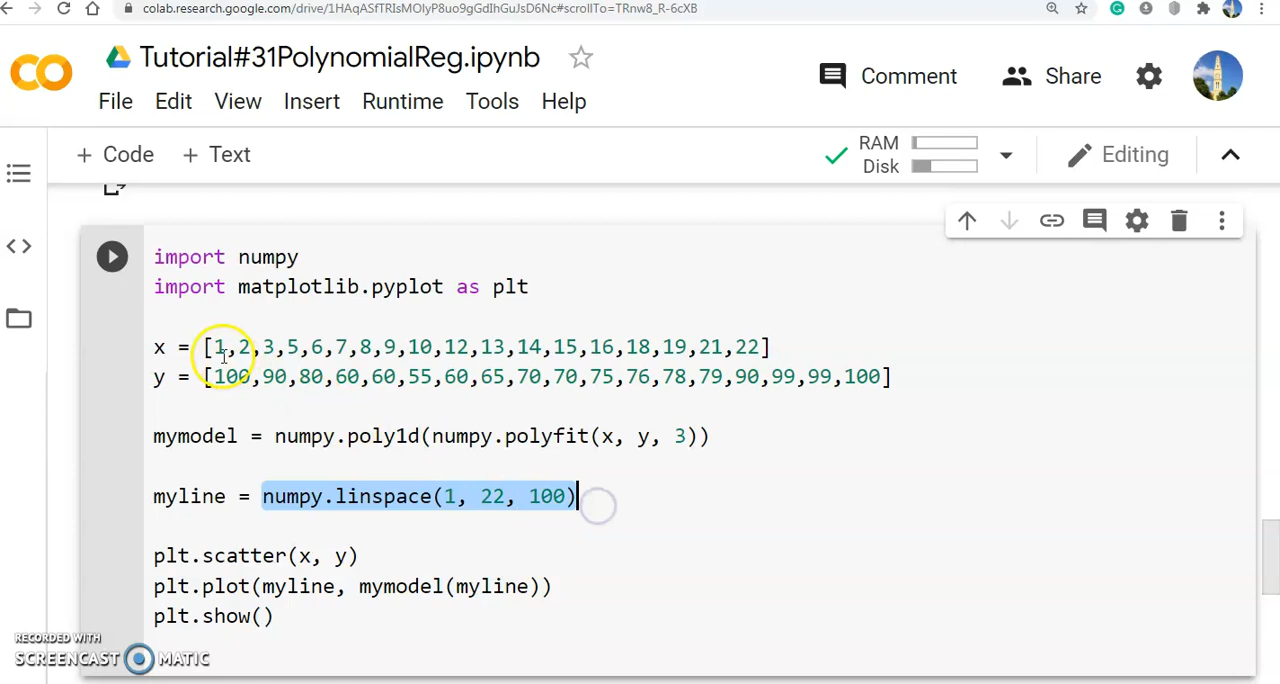 colab.research.google.com/drive/1HAqASfTRIsMOIyP8uo9gGdIhGuJsD6Nc#scrollTo=TRnw8_R-6cXB
Tutorial#31PolynomialReg.ipynb
Comment
Share
File Edit View Insert Runtime Tools Help
+ Code + Text
RAM
Disk
Editing
import numpy
import matplotlib.pyplot as plt
x = [1,2,3,5,6,7,8,9,10,12,13,14,15,16,18,19,21,22]
y = [100,90,80,60,60,55,60,65,70,70,75,76,78,79,90,99,99,100]
mymodel = numpy.poly1d(numpy.polyfit(x, y, 3))
myline = numpy.linspace(1, 22, 100)
plt.scatter(x, y)
plt.plot(myline, mymodel(myline))
plt.show()
RECORDED WITH
SCREENCAST MATIC